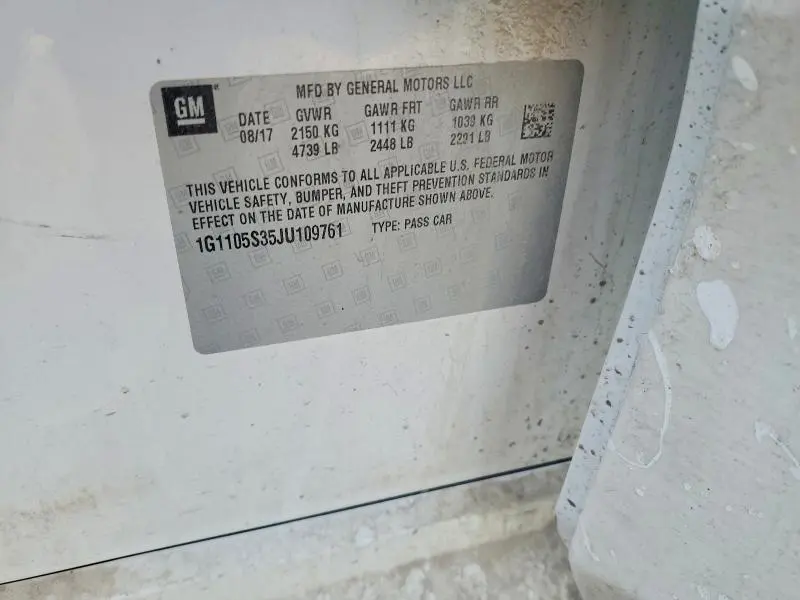 GM
MFD BY GENERAL MOTORS LLC
DATE GVWR GAWR FRT GAWR RR
08/17 2150 KG 1111 KG 1039 KG
4739 LB 2448 LB 2291 LB
THIS VEHICLE CONFORMS TO ALL APPLICABLE U.S. FEDERAL MOTOR
VEHICLE SAFETY, BUMPER, AND THEFT PREVENTION STANDARDS IN
EFFECT ON THE DATE OF MANUFACTURE SHOWN ABOVE.
1G1105S35JU109761 TYPE: PASS CAR